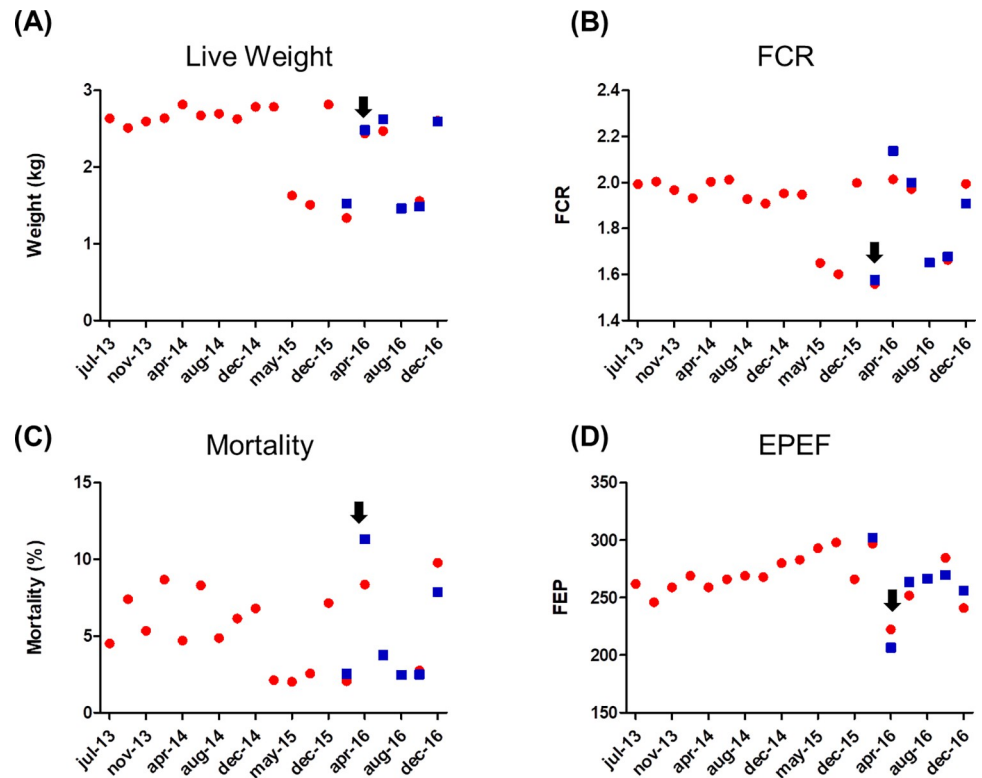 (A)
Live Weight
Weight (kg)
3
2
1
0
jul-13
nov-13
apr-14
aug-14
dec-14
may-15
dec-15
apr-16
aug-16
dec-16
(B)
FCR
FCR
2.4
2.2
2.0
1.8
1.6
1.4
jul-13
nov-13
apr-14
aug-14
dec-14
may-15
dec-15
apr-16
aug-16
dec-16
(C)
Mortality
Mortality (%)
15
10
5
0
jul-13
nov-13
apr-14
aug-14
dec-14
may-15
dec-15
apr-16
aug-16
dec-16
(D)
EPEF
FEP
350
300
250
200
150
jul-13
nov-13
apr-14
aug-14
dec-14
may-15
dec-15
apr-16
aug-16
dec-16